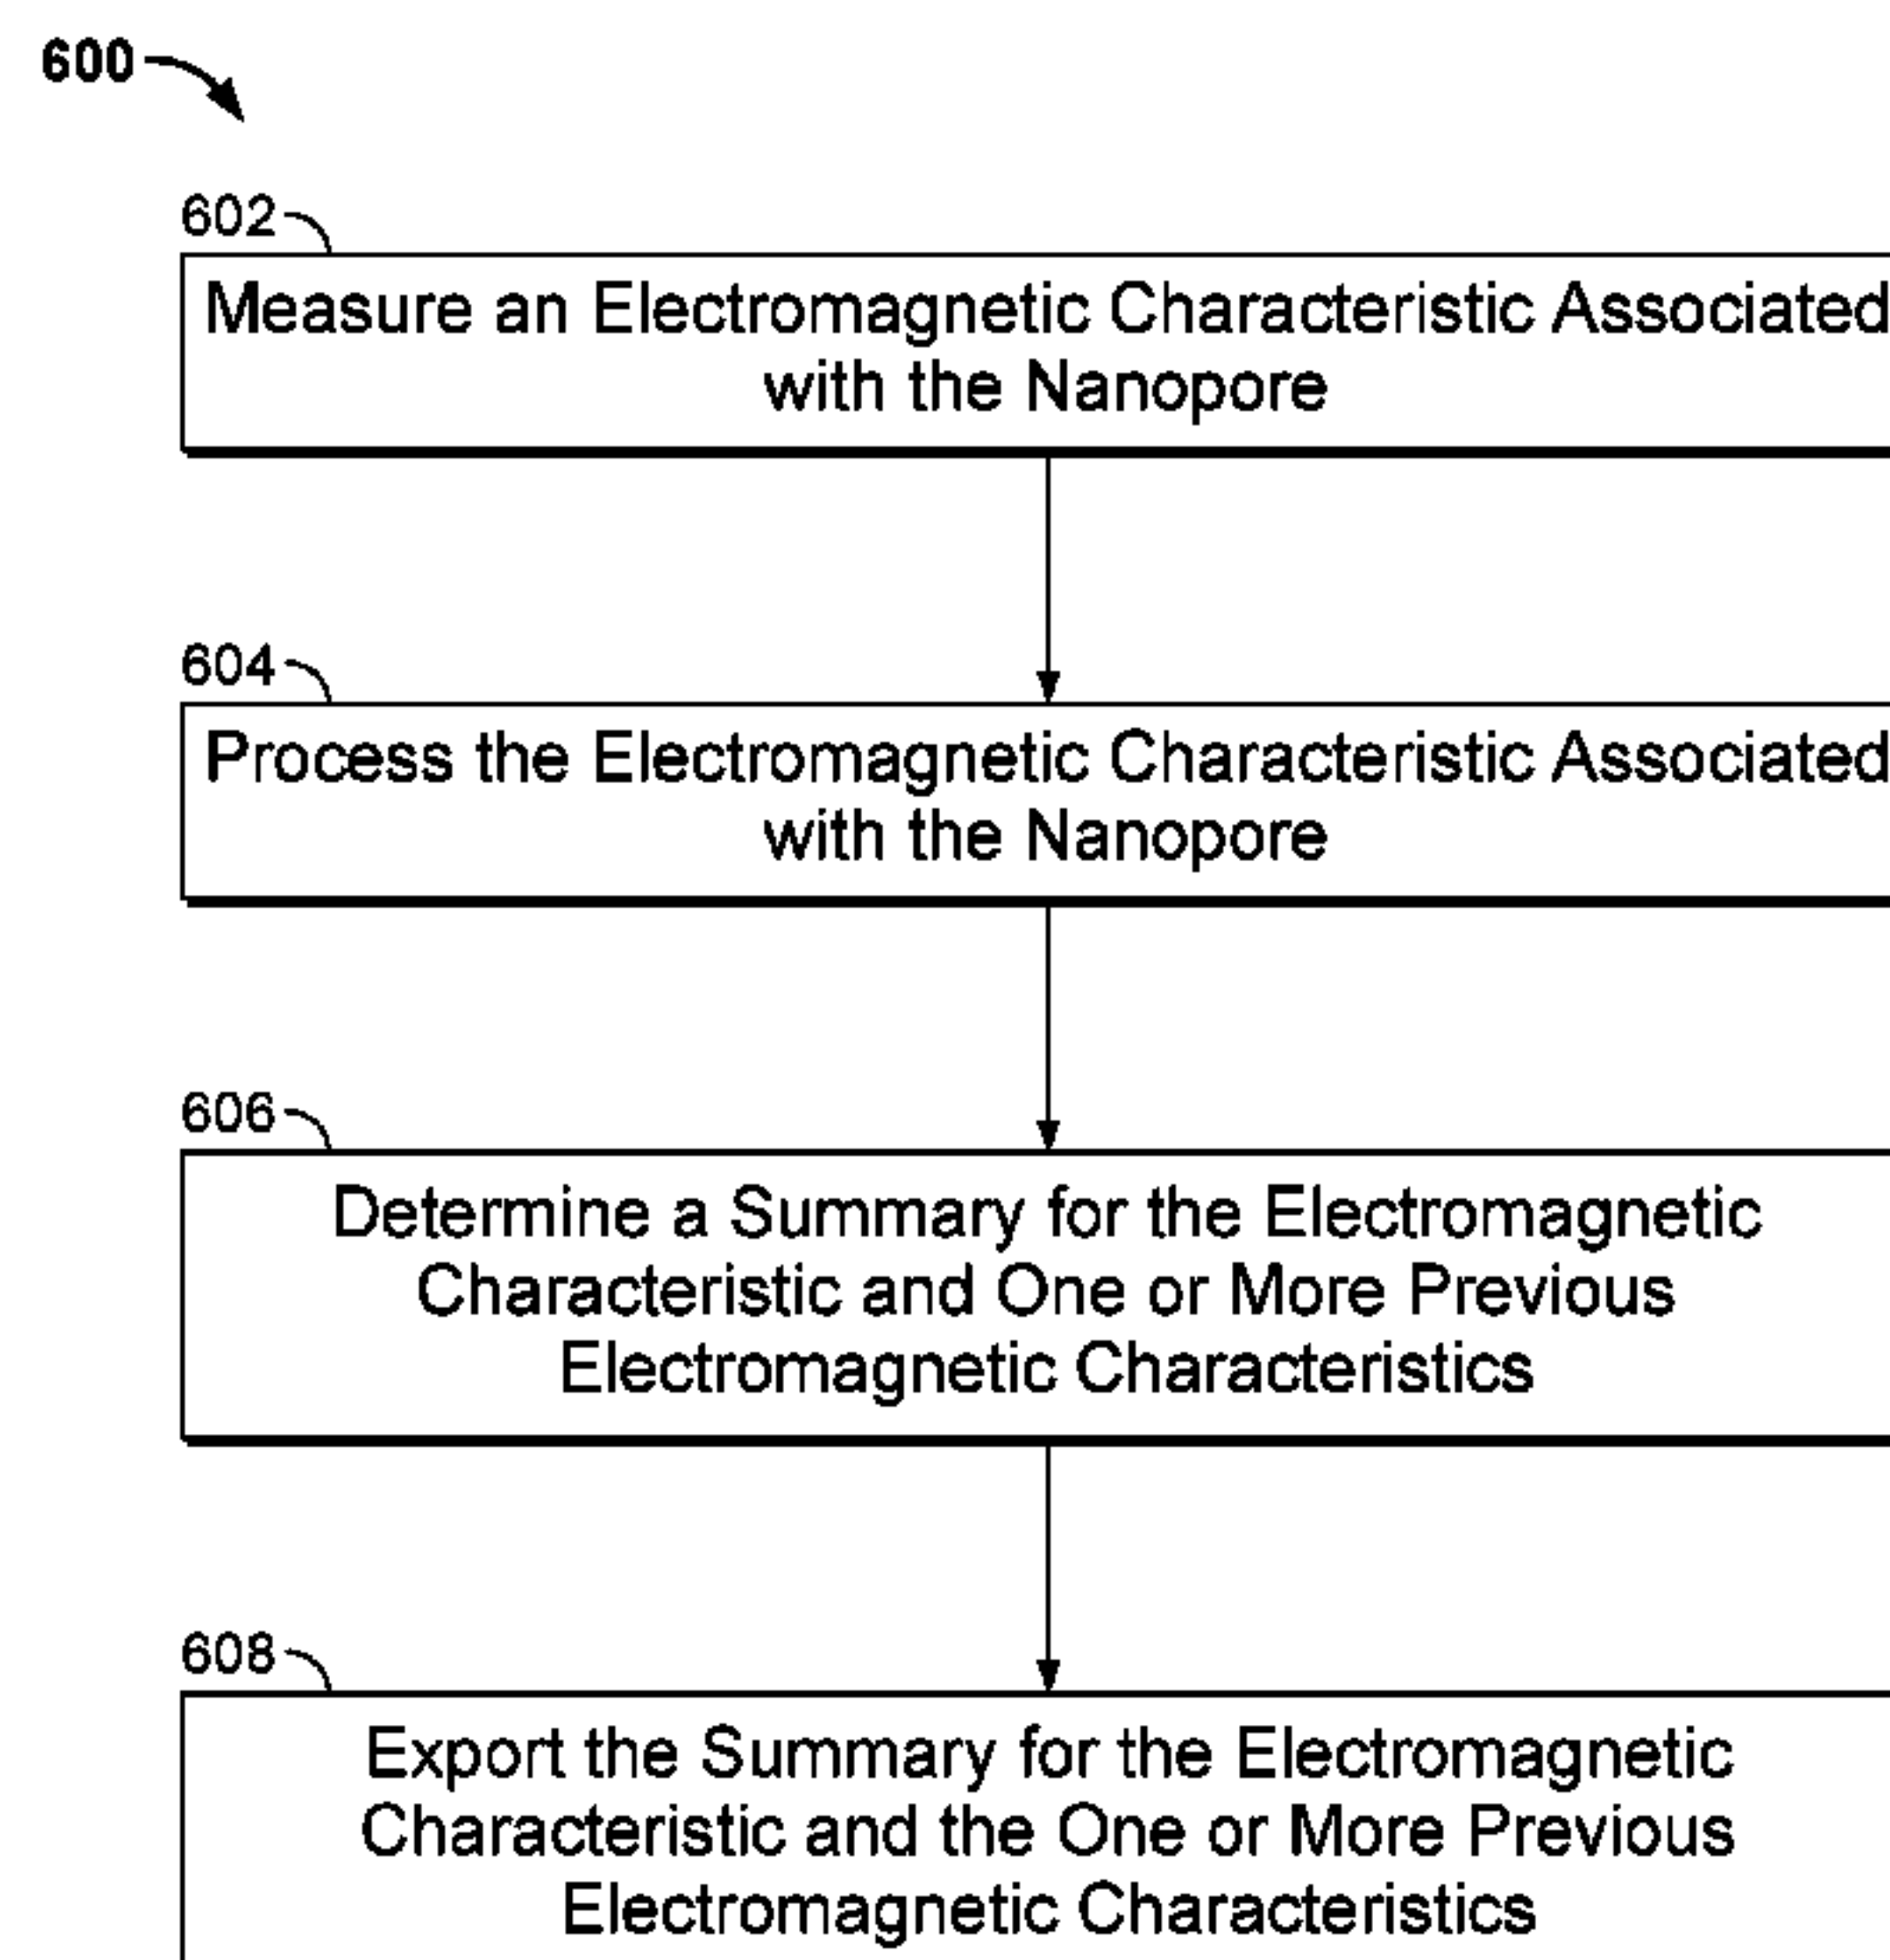 600
602
Measure an Electromagnetic Characteristic Associated
with the Nanopore
604
Process the Electromagnetic Characteristic Associated
with the Nanopore
606
Determine a Summary for the Electromagnetic
Characteristic and One or More Previous
Electromagnetic Characteristics
608
Export the Summary for the Electromagnetic
Characteristic and the One or More Previous
Electromagnetic Characteristics